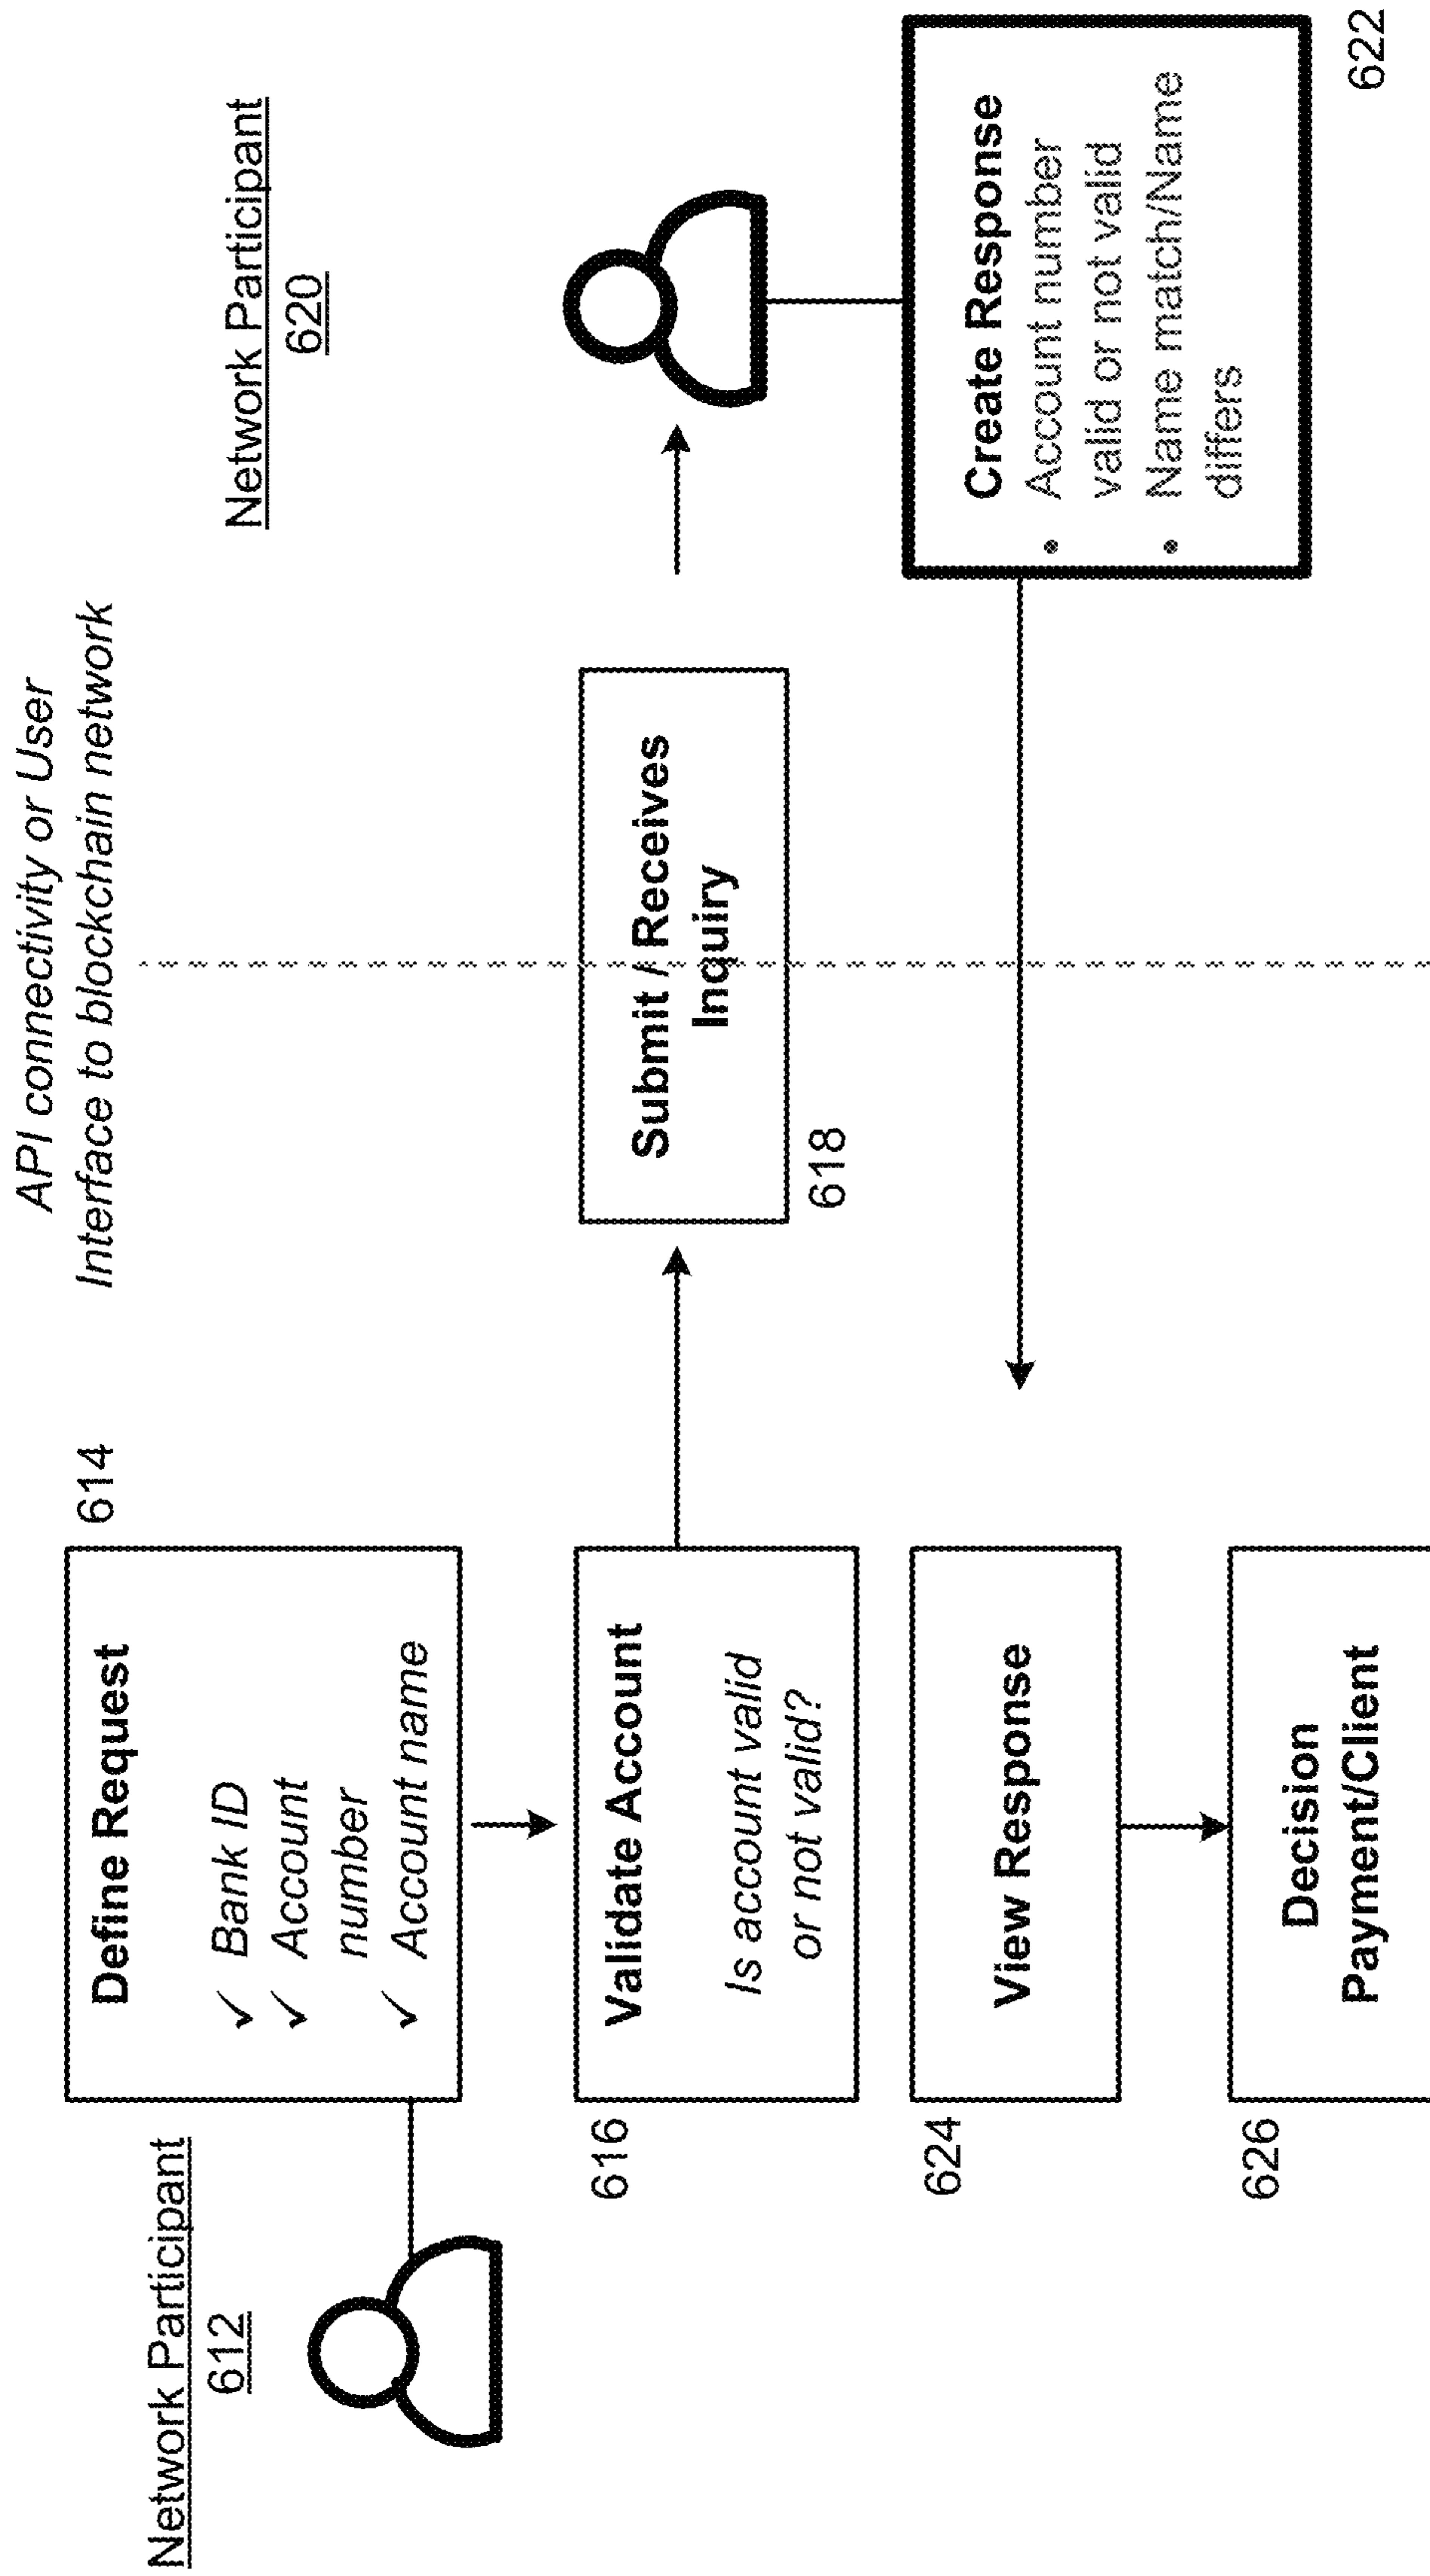 API connectivity or User
Interface to blockchain network
Network Participant
612
614
Define Request
✓ Bank ID
✓ Account
number
✓ Account name
616
Validate Account
Is account valid
or not valid?
618
Submit / Receives
Inquiry
Network Participant
620
Create Response
• Account number
valid or not valid
• Name match/Name
differs
622
624
View Response
626
Decision
Payment/Client